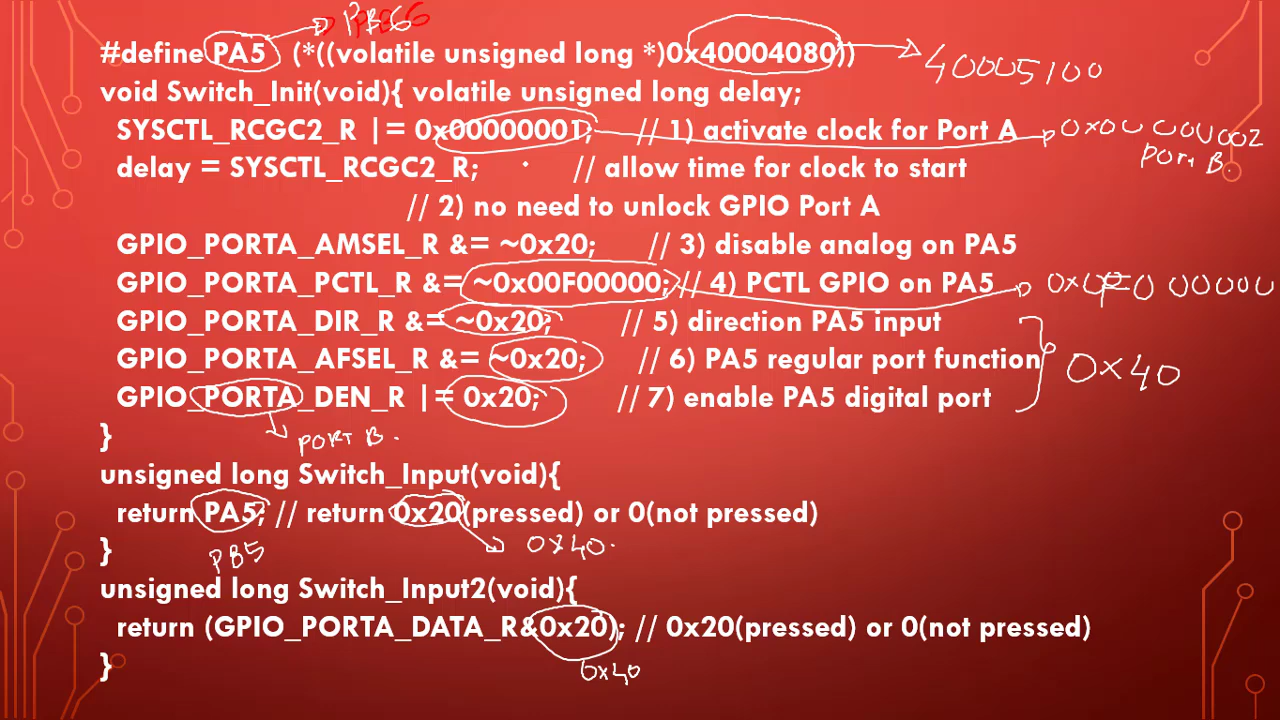 PB6
#define PA5 (*((volatile unsigned long *)0x40004080))
40005100
void Switch_Init(void){ volatile unsigned long delay;
SYSCTL_RCGC2_R |= 0x00000001; // 1) activate clock for Port A
0x00000002
PORT B.
delay = SYSCTL_RCGC2_R; // allow time for clock to start
// 2) no need to unlock GPIO Port A
GPIO_PORTA_AMSEL_R &= ~0x20; // 3) disable analog on PA5
GPIO_PORTA_PCTL_R &= ~0x00F00000; // 4) PCTL GPIO on PA5
GPIO_PORTA_DIR_R &= ~0x20; // 5) direction PA5 input
GPIO_PORTA_AFSEL_R &= ~0x20; // 6) PA5 regular port function
0x40
GPIO_PORTA_DEN_R |= 0x20; // 7) enable PA5 digital port
}
PORT B.
unsigned long Switch_Input(void){
return PA5; // return 0x20(pressed) or 0(not pressed)
PB5
0x40.
}
unsigned long Switch_Input2(void){
return (GPIO_PORTA_DATA_R&0x20); // 0x20(pressed) or 0(not pressed)
0x40
}